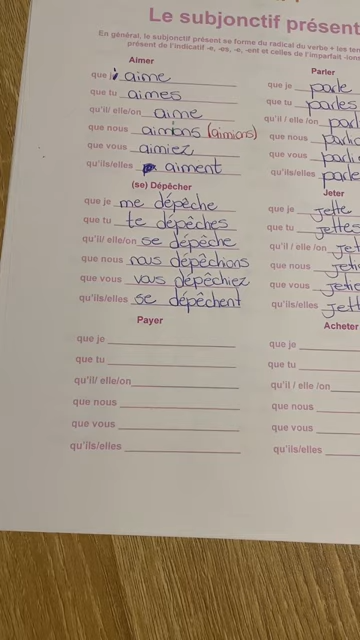 Le subjonctif présent
En général, le subjonctif présent se forme du radical du verbe + les
présent de l'indicatif -e, -es, -e, -ent et celles de l'imparfait
Aimer
que j' aime
que tu aimes
qu'il/ elle/on aime
que nous aimions (aimions)
que vous aimiez
qu'ils/elles aiment
(se) Dépêcher
que je me dépêche
que tu te dépêches
qu'il/ elle/on se dépêche
que nous nous dépêchions
que vous vous dépêchiez
qu'ils/elles se dépêchent
Payer
que je
que tu
qu'il/ elle/on
que nous
que vous
qu'ils/elles
Parler
que je parle
que tu parles
qu'il / elle /on
que nous
que vous
qu'ils/elles
Jeter
que je jette
que tu jettes
qu'il / elle /on
que nous
que vous
qu'ils/elles
Acheter
que je
que tu
qu'il / elle /on
que nous
que vous
qu'ils/elles